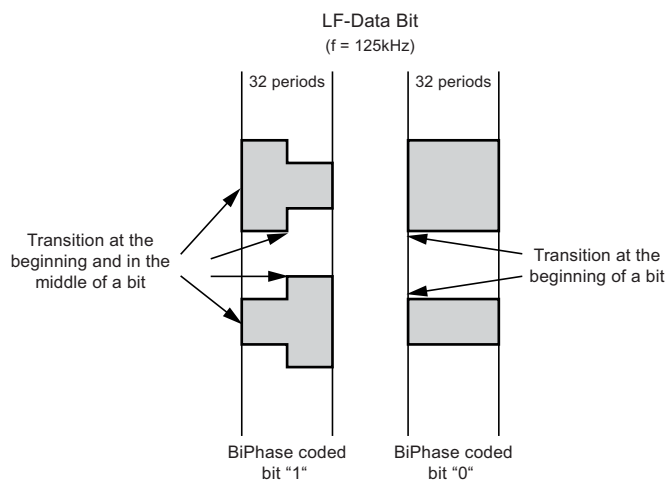 LF-Data Bit
(f = 125kHz)
32 periods
32 periods
Transition at the
beginning and in the
middle of a bit
Transition at the
beginning of a bit
BiPhase coded
bit “1“
BiPhase coded
bit “0“